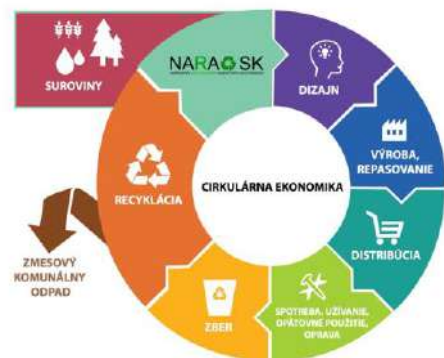 SUROVINY
NARA SK
DIZAJN
VÝROBA,
REPASOVANIE
DISTRIBÚCIA
SPOTREBA, UŽÍVANIE,
OPÄTOVNÉ POUŽITIE,
OPRAVA
ZBER
RECYKLÁCIA
ZMESOVÝ
KOMUNÁLNY
ODPAD
CIRKULÁRNA EKONOMIKA